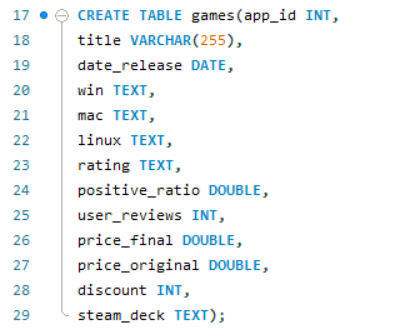 17 CREATE TABLE games(app_id INT,
18 title VARCHAR(255),
19 date_release DATE,
20 win TEXT,
21 mac TEXT,
22 linux TEXT,
23 rating TEXT,
24 positive_ratio DOUBLE,
25 user_reviews INT,
26 price_final DOUBLE,
27 price_original DOUBLE,
28 discount INT,
29 steam_deck TEXT);